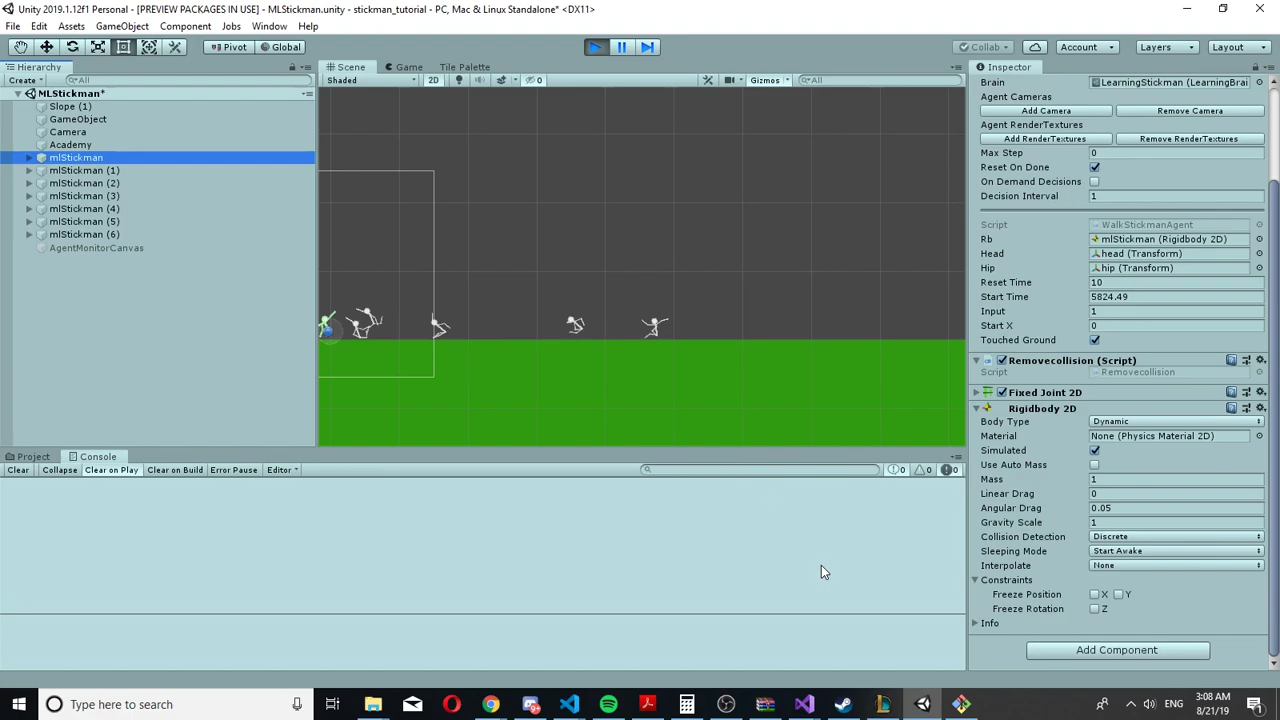 Unity 2019.1.12f1 Personal - [PREVIEW PACKAGES IN USE] - MLStickman.unity - stickman_tutorial - PC, Mac & Linux Standalone* <DX11>
File Edit Assets GameObject Component Jobs Window Help
Pivot Global Collab Account Layers Layout
Hierarchy
Create All
MLStickman*
Slope (1)
GameObject
Camera
Academy
mlStickman
mlStickman (1)
mlStickman (2)
mlStickman (3)
mlStickman (4)
mlStickman (5)
mlStickman (6)
AgentMonitorCanvas
Scene Game Tile Palette
Shaded 2D 0 Gizmos All
Inspector
Brain LearningStickman (LearningBrai
Agent Cameras
Add Camera Remove Camera
Agent RenderTextures
Add RenderTextures Remove RenderTextures
Max Step 0
Reset On Done
On Demand Decisions
Decision Interval 1
Script WalkStickmanAgent
Rb mlStickman (Rigidbody 2D)
Head head (Transform)
Hip hip (Transform)
Reset Time 10
Start Time 5824.49
Input 1
Start X 0
Touched Ground
Removecollision (Script)
Script Removecollision
Fixed Joint 2D
Rigidbody 2D
Body Type Dynamic
Material None (Physics Material 2D)
Simulated
Use Auto Mass
Mass 1
Linear Drag 0
Angular Drag 0.05
Gravity Scale 1
Collision Detection Discrete
Sleeping Mode Start Awake
Interpolate None
Constraints
Freeze Position X Y
Freeze Rotation Z
Info
Add Component
Project Console
Clear Collapse Clear on Play Clear on Build Error Pause Editor 0 0 0
Type here to search
3:08 AM
8/21/19